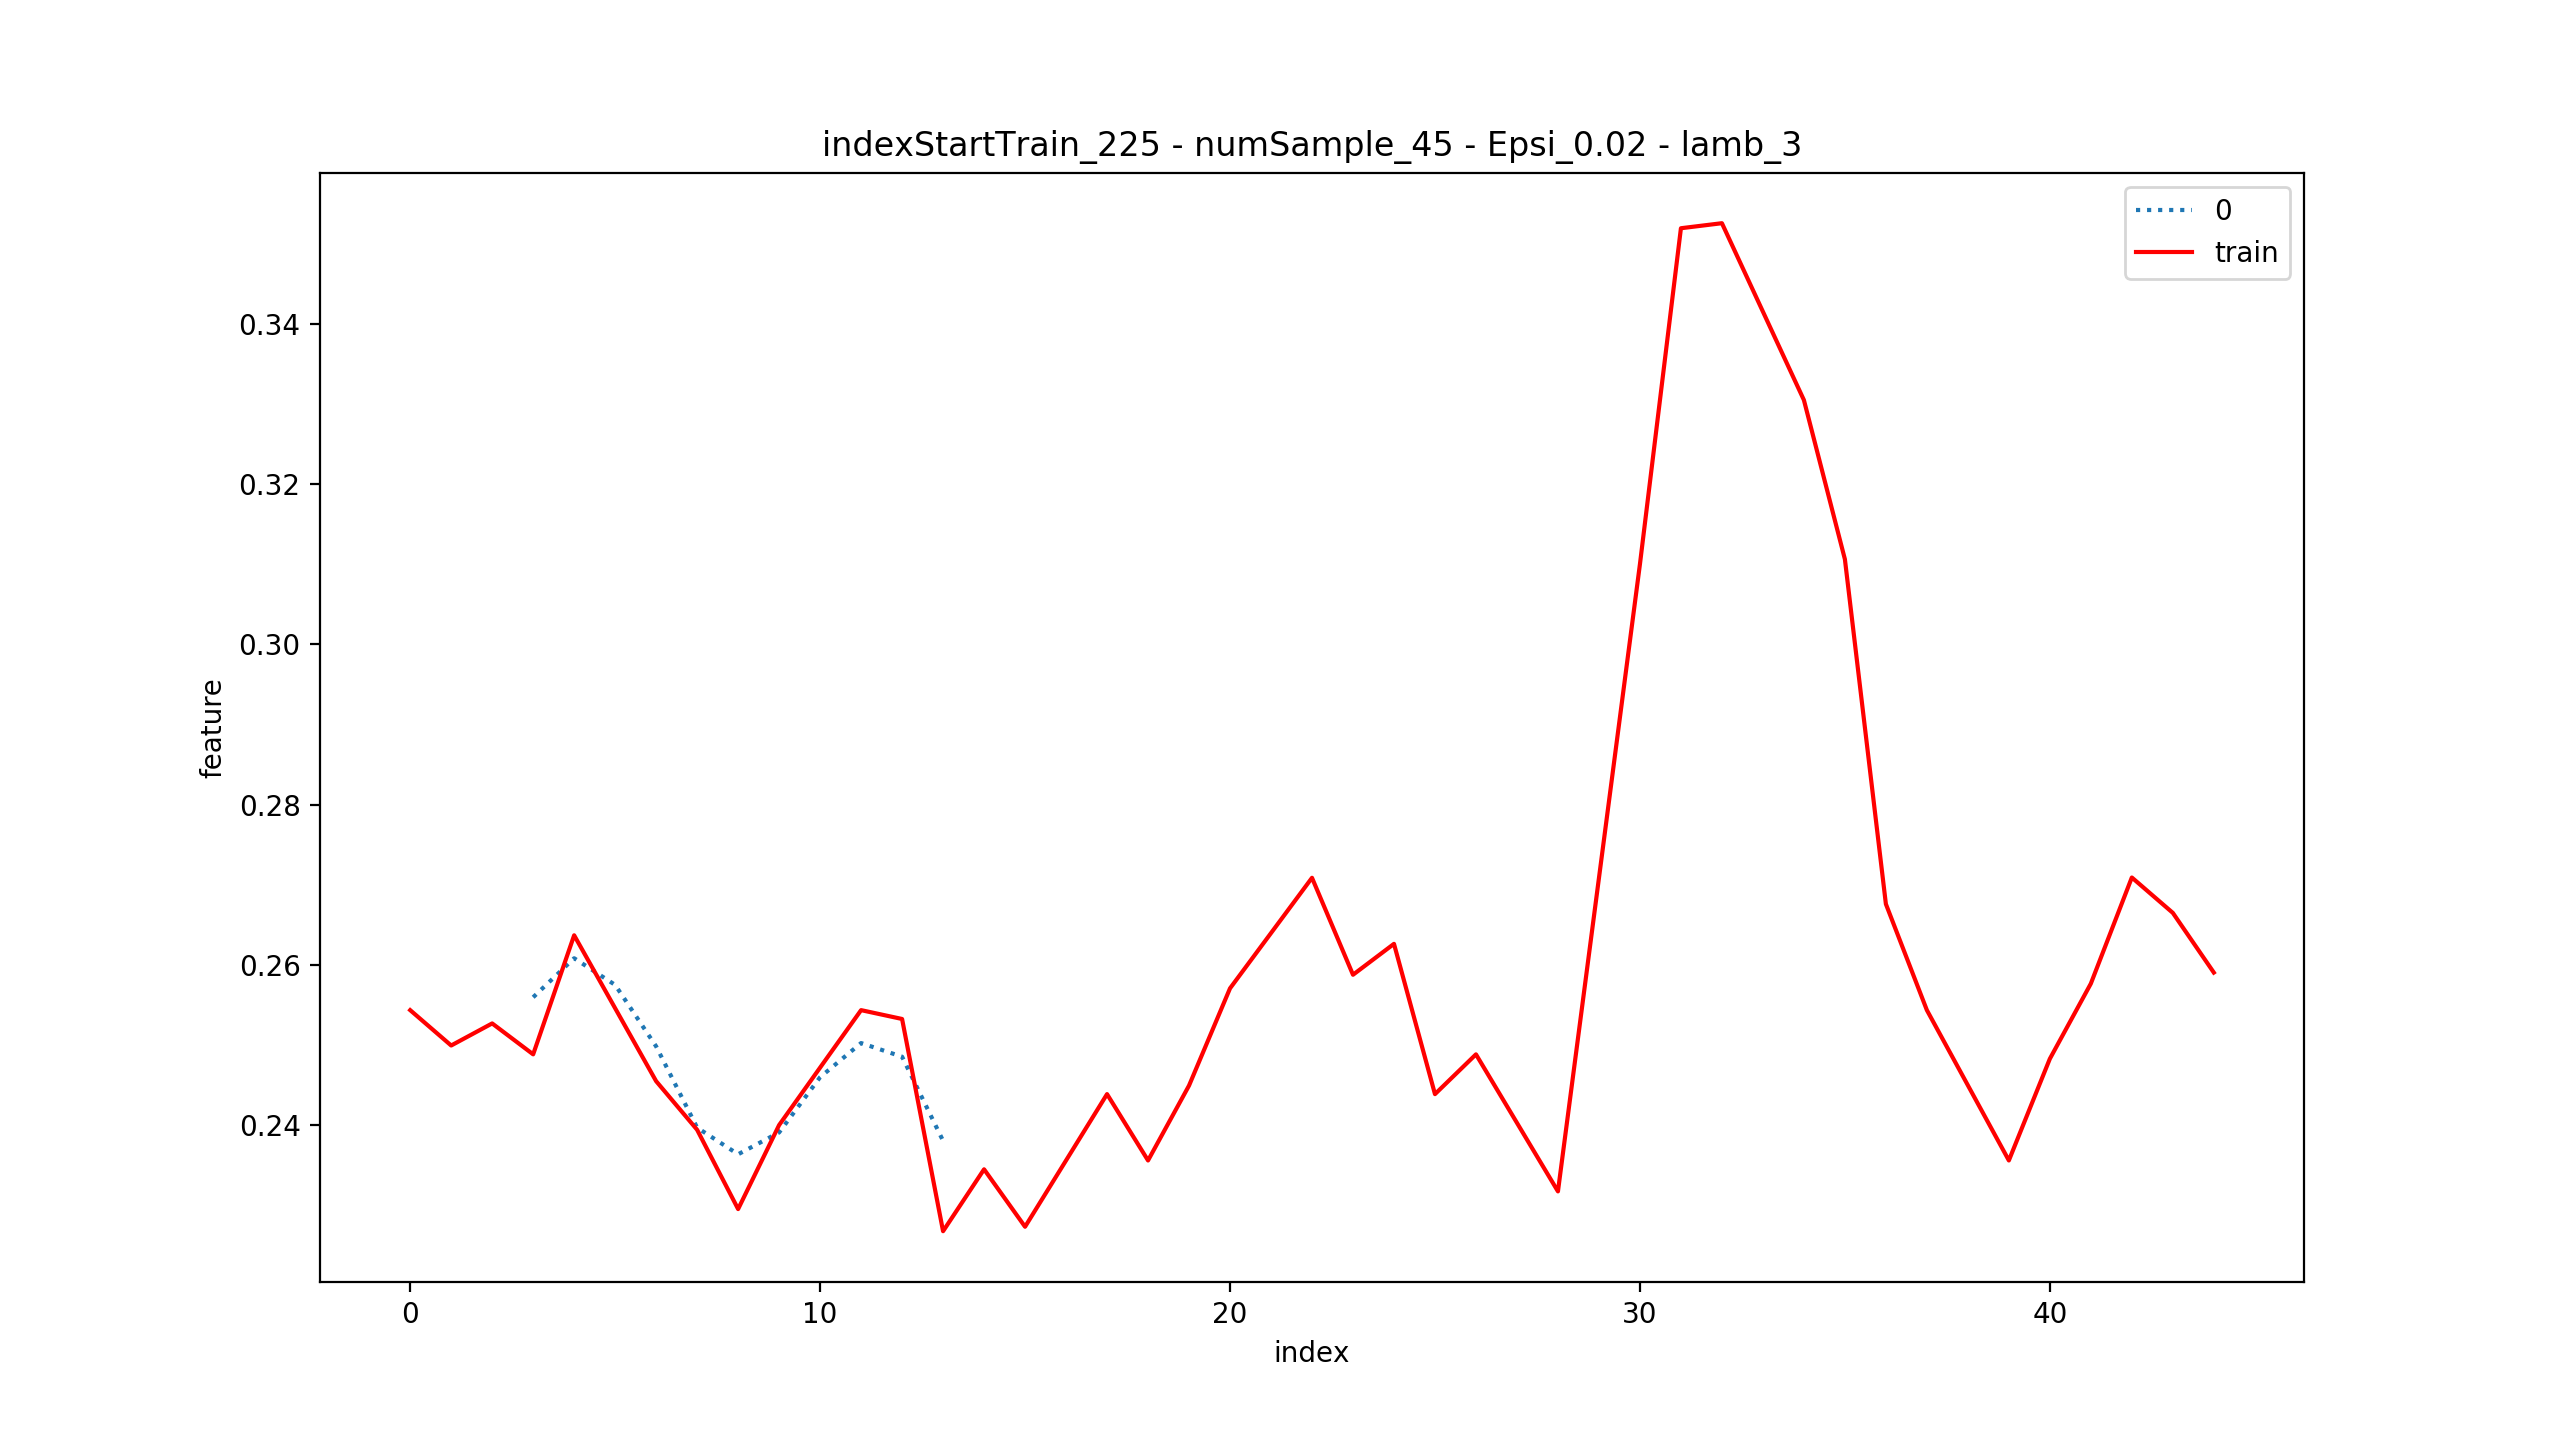 indexStartTrain_225 - numSample_45 - Epsi_0.02 - lamb_3
0
train
0.34
0.32
0.30
0.28
0.26
0.24
feature
0 10 20 30 40
index